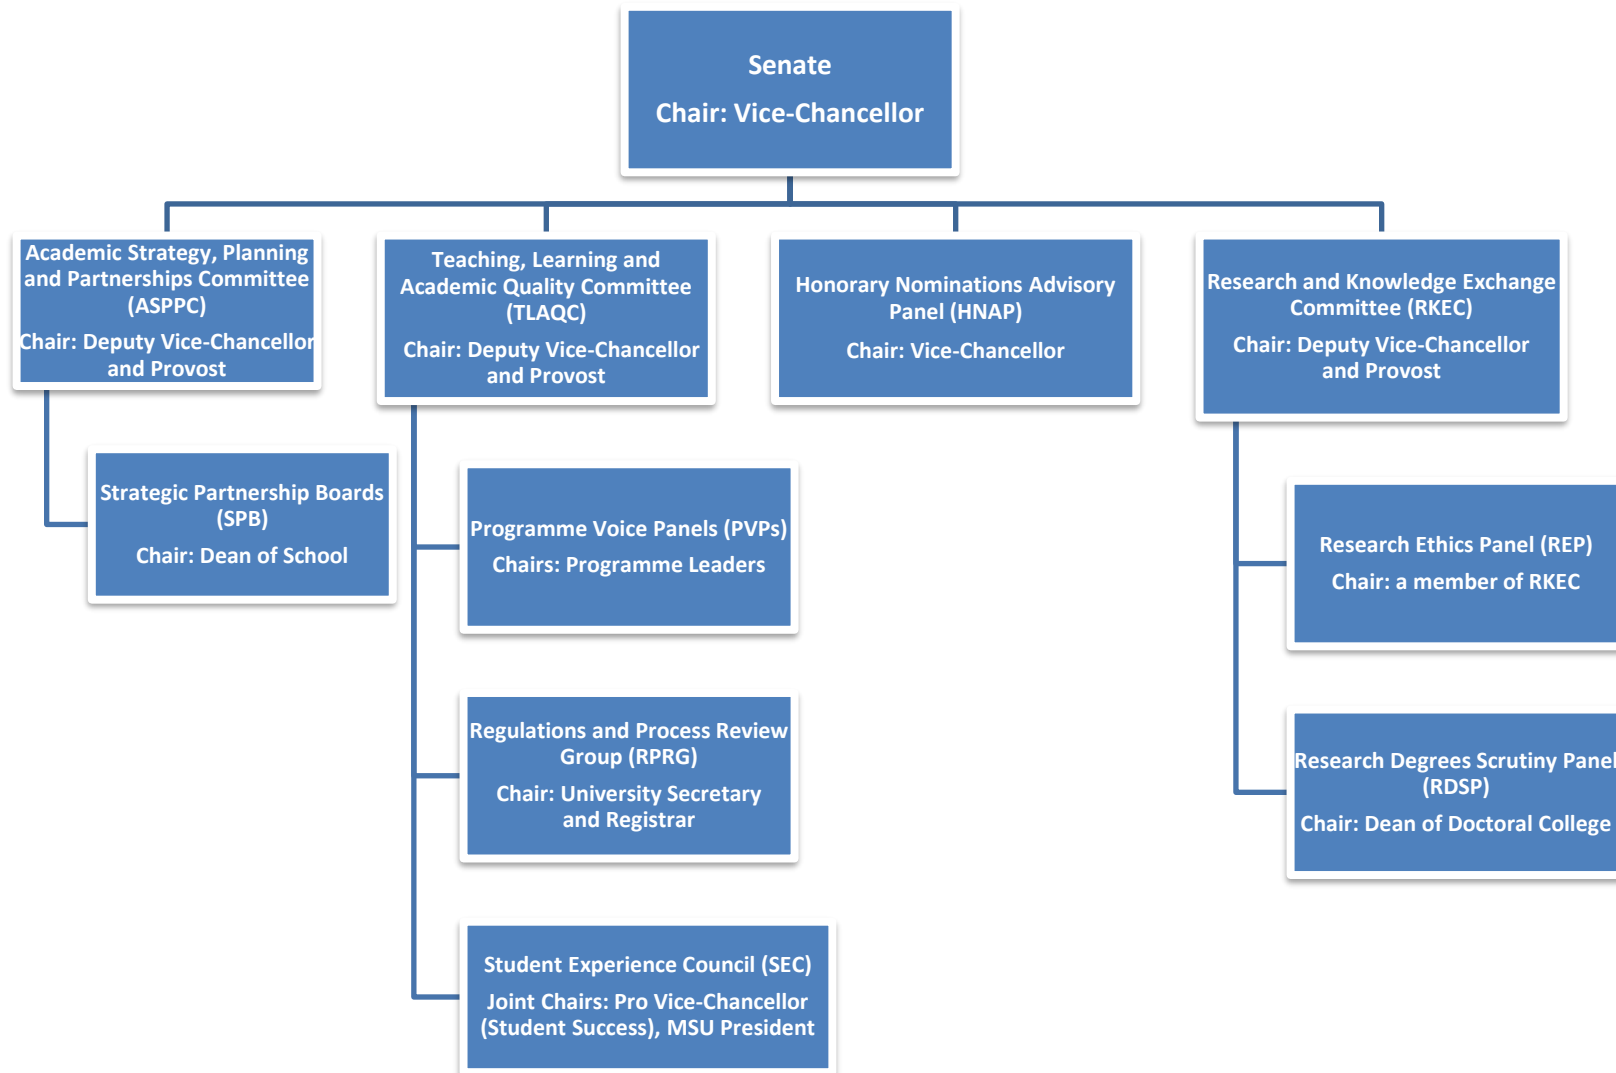 Senate
Chair: Vice-Chancellor
Academic Strategy, Planning
and Partnerships Committee
(ASPPC)
Chair: Deputy Vice-Chancellor
and Provost
Teaching, Learning and
Academic Quality Committee
(TLAQC)
Chair: Deputy Vice-Chancellor
and Provost
Honorary Nominations Advisory
Panel (HNAP)
Chair: Vice-Chancellor
Research and Knowledge Exchange
Committee (RKEC)
Chair: Deputy Vice-Chancellor
and Provost
Strategic Partnership Boards
(SPB)
Chair: Dean of School
Programme Voice Panels (PVPs)
Chairs: Programme Leaders
Regulations and Process Review
Group (RPRG)
Chair: University Secretary
and Registrar
Student Experience Council (SEC)
Joint Chairs: Pro Vice-Chancellor
(Student Success), MSU President
Research Ethics Panel (REP)
Chair: a member of RKEC
Research Degrees Scrutiny Panel
(RDSP)
Chair: Dean of Doctoral College